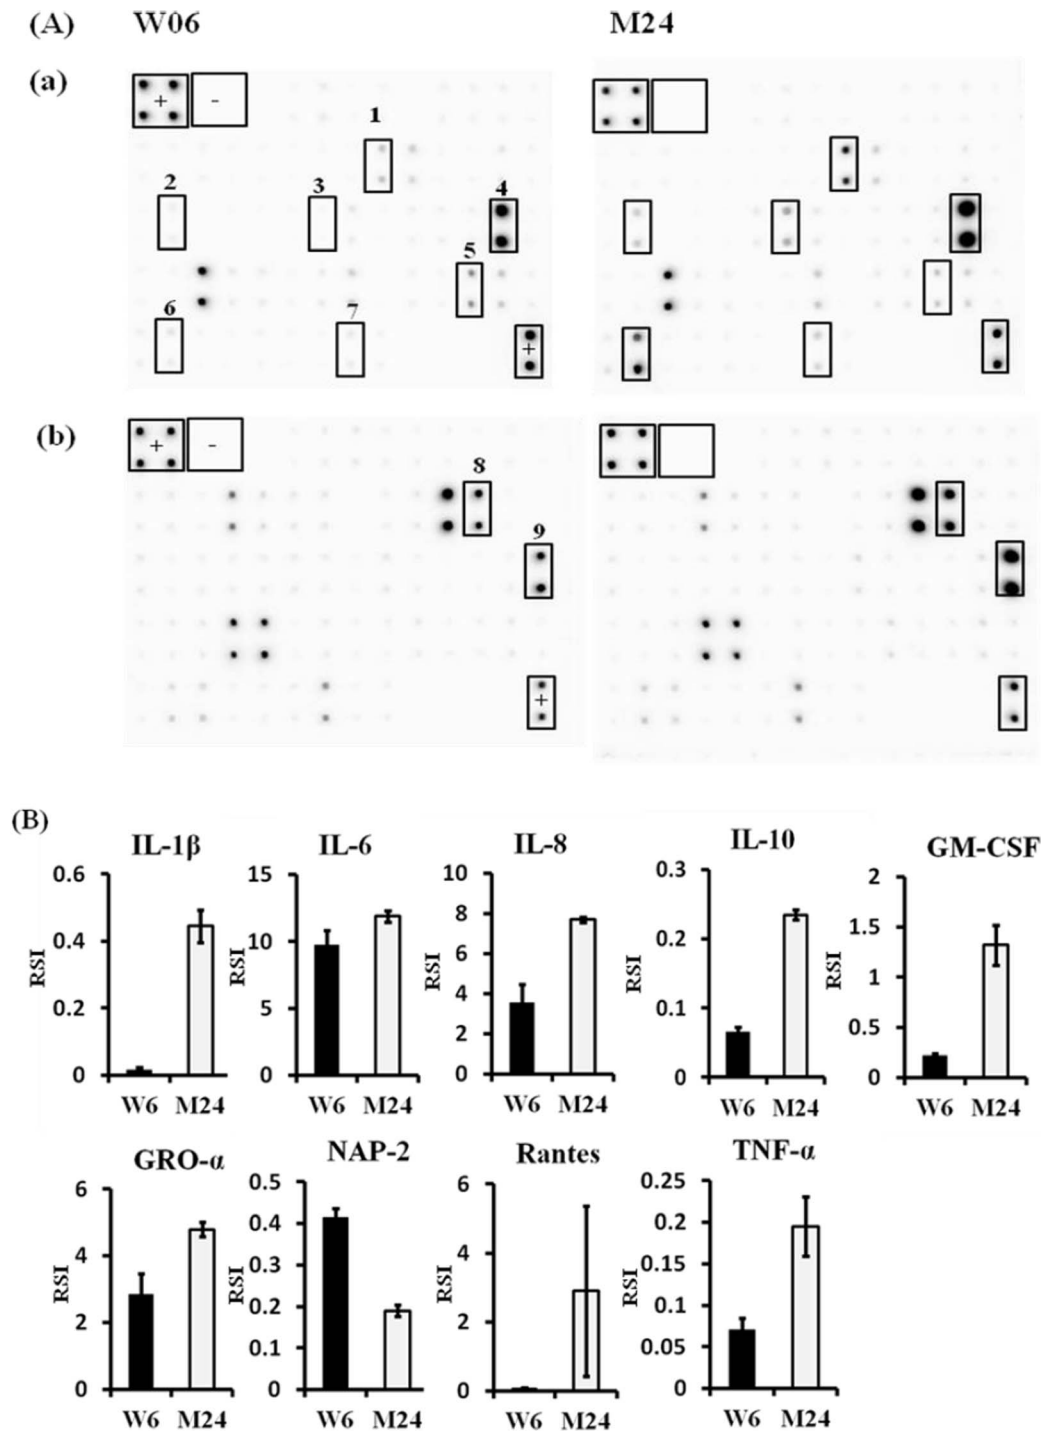 (A) W06 M24
(a)
+ -
1
2 3 4
5
6 7
+
(b)
+ -
8
9
+
(B)
IL-1β IL-6 IL-8 IL-10 GM-CSF
0.6 15 10 0.3 2
0.4 10 8 0.2 1.5
0.2 5 6 0.1 1
0 0 4 0 0.5
2 0
0
RSI RSI RSI RSI RSI
W6 M24 W6 M24 W6 M24 W6 M24 W6 M24
GRO-α NAP-2 Rantes TNF-α
6 0.5 6 0.25
4 0.4 4 0.2
2 0.3 2 0.15
0 0.2 0 0.1
0.1 0.05
0 0
RSI RSI RSI RSI
W6 M24 W6 M24 W6 M24 W6 M24